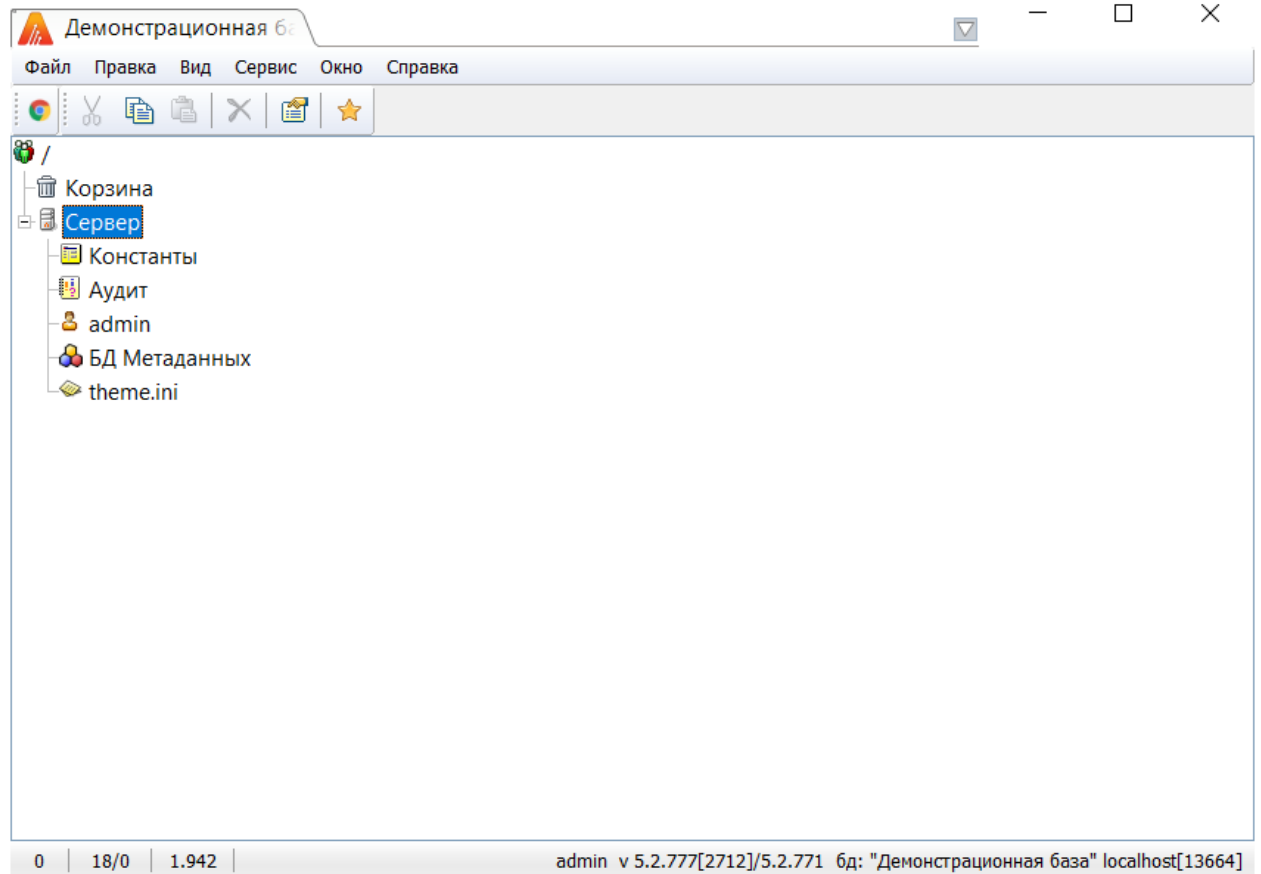 Демонстрационная ба
Файл Правка Вид Сервис Окно Справка
/
Корзина
Сервер
Константы
Аудит
admin
БД Метаданных
theme.ini
0 18/0 1.942 admin v 5.2.777[2712]/5.2.771 бд: "Демонстрационная база" localhost[13664]